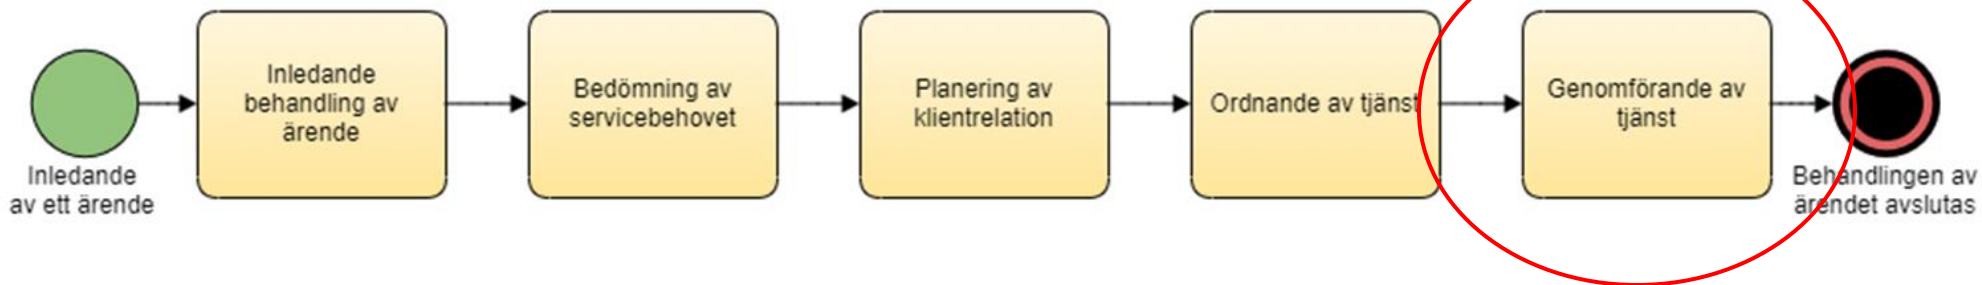 Inledande
av ett ärende
Inledande
behandling av
ärende
Bedömning av
servicebehovet
Planering av
klientrelation
Ordnande av tjänst
Genomförande av
tjänst
Behandlingen av
ärendet avslutas